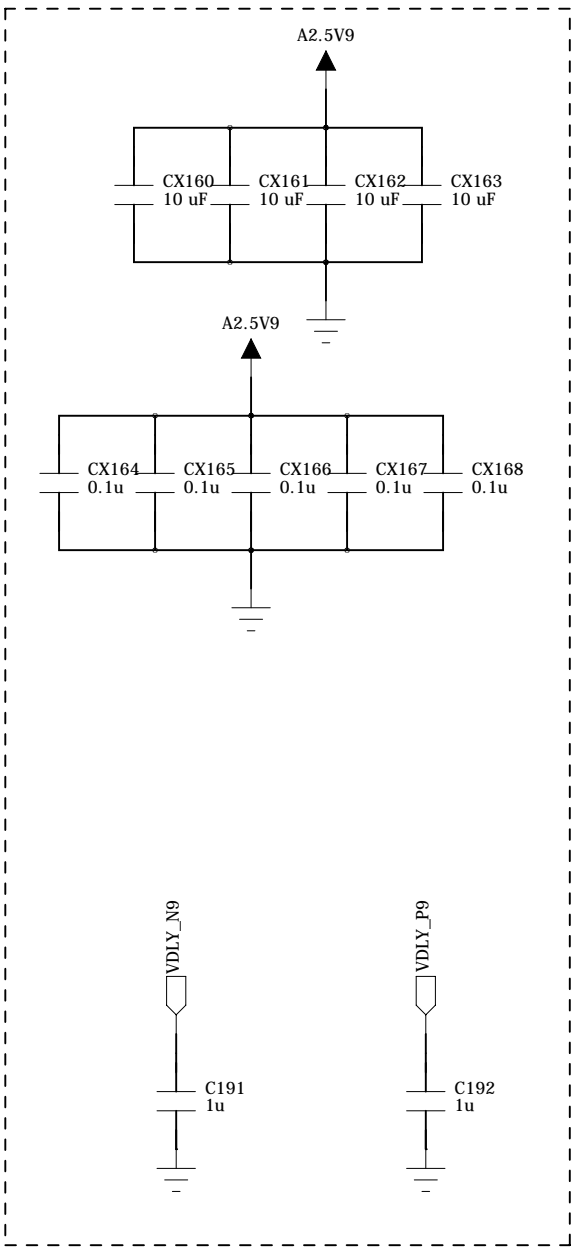 A2.5V9
CX160 CX161 CX162 CX163
10 uF 10 uF 10 uF 10 uF
A2.5V9
CX164 CX165 CX166 CX167 CX168
0.1u 0.1u 0.1u 0.1u 0.1u
VDLY_N9 VDLY_P9
C191 C192
1u 1u